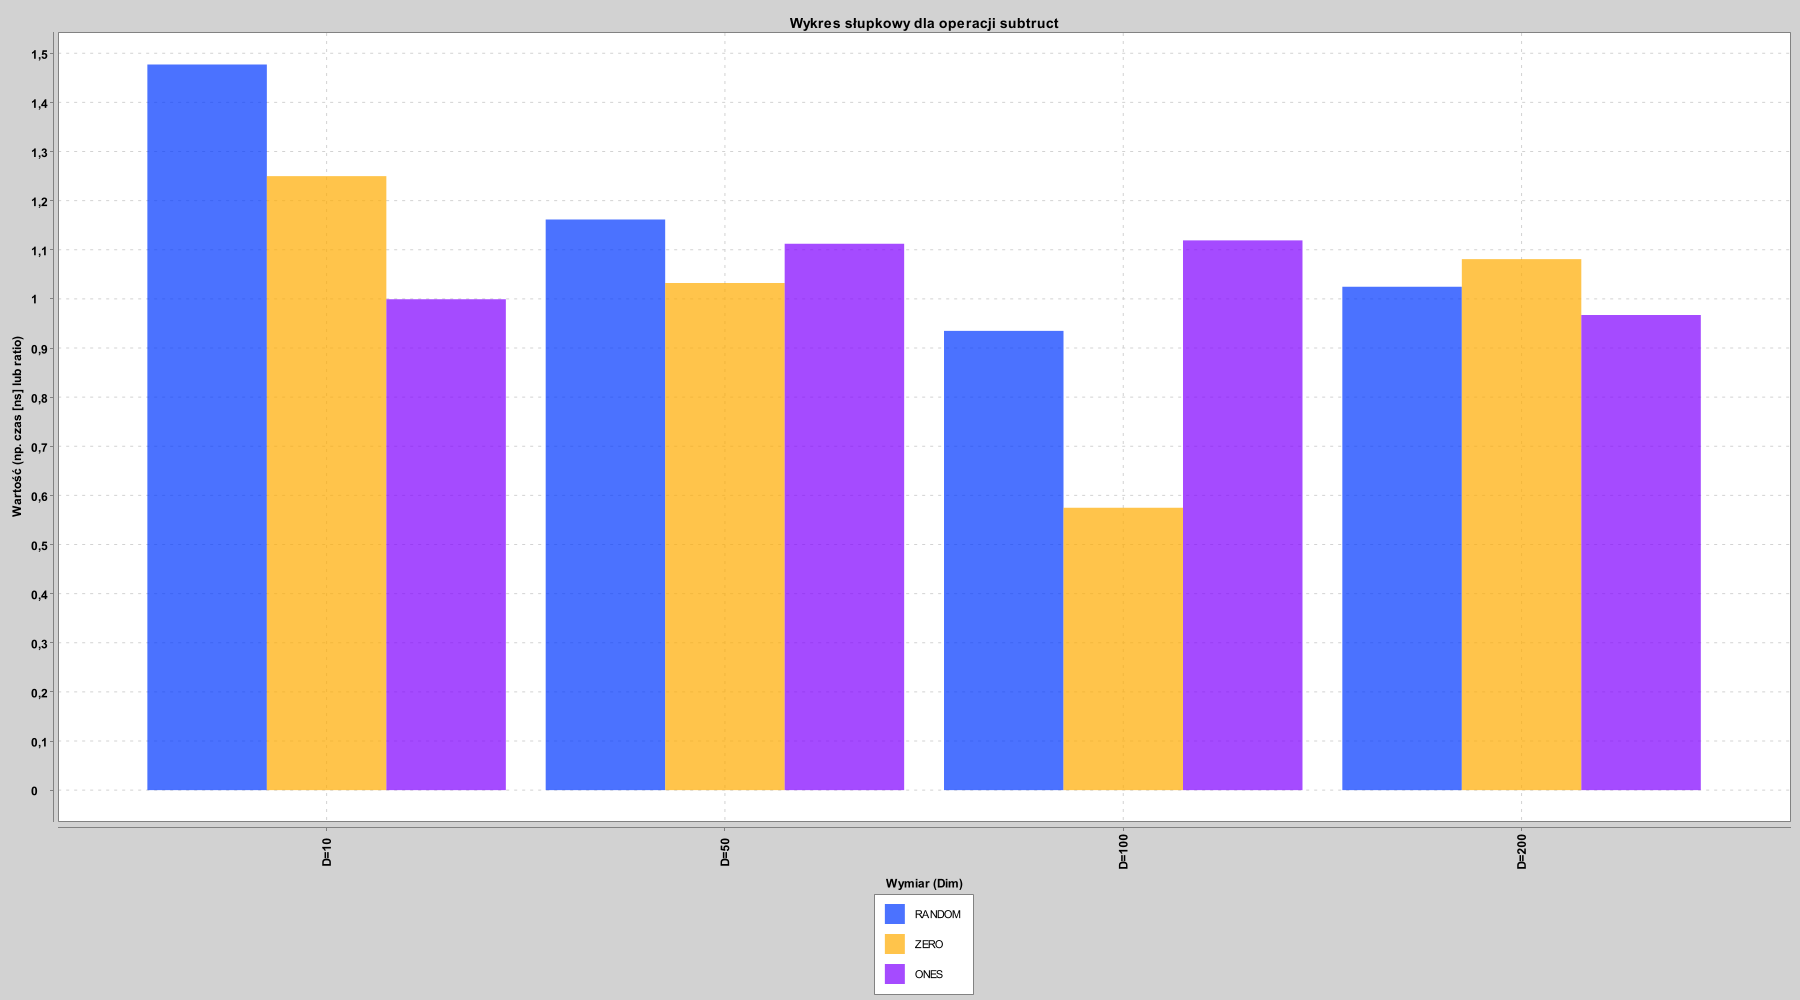 Wykres słupkowy dla operacji subtruct
Wartość (np. czas [ns] lub ratio)
1,5
1,4
1,3
1,2
1,1
1
0,9
0,8
0,7
0,6
0,5
0,4
0,3
0,2
0,1
0
D=10
D=50
D=100
D=200
Wymiar (Dim)
RANDOM
ZERO
ONES